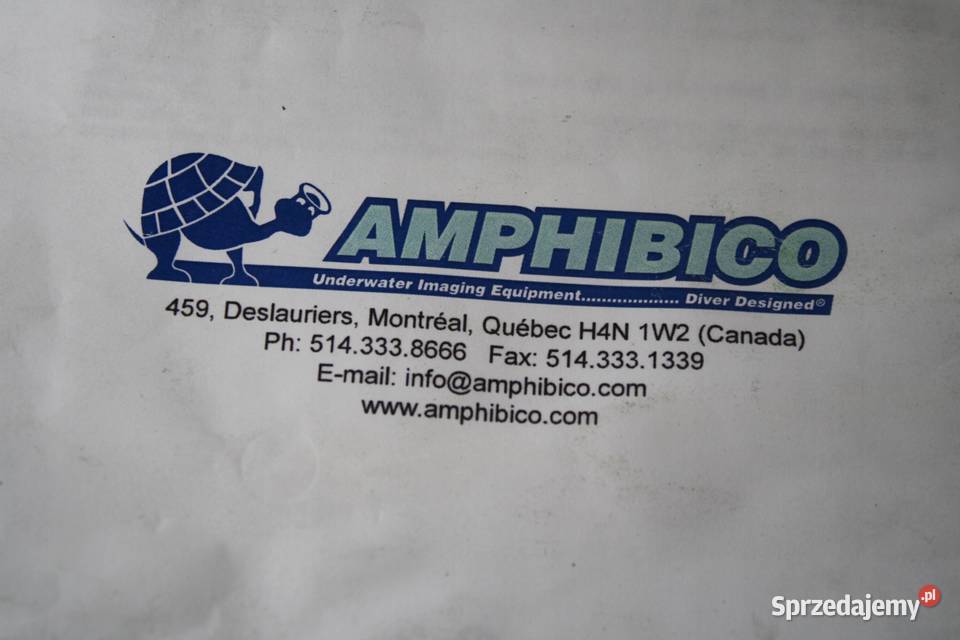 AMPHIBICO
Underwater Imaging Equipment................... Diver Designed®
459, Deslauriers, Montréal, Québec H4N 1W2 (Canada)
Ph: 514.333.8666 Fax: 514.333.1339
E-mail: info@amphibico.com
www.amphibico.com
Sprzedajemy.pl